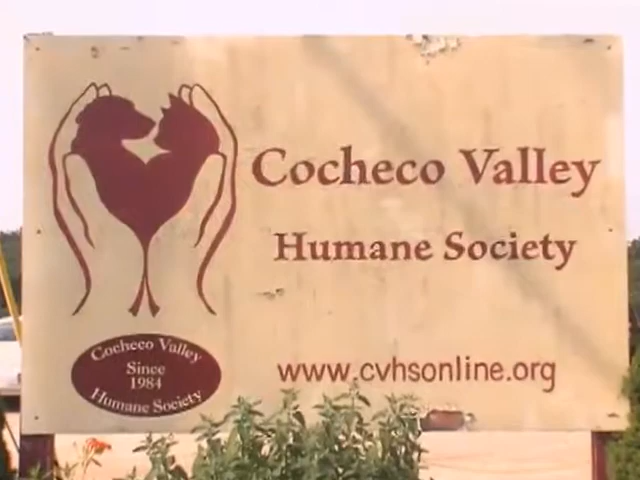 Cocheco Valley
Humane Society
www.cvhsonline.org
Cocheco Valley
Since
1984
Humane Society